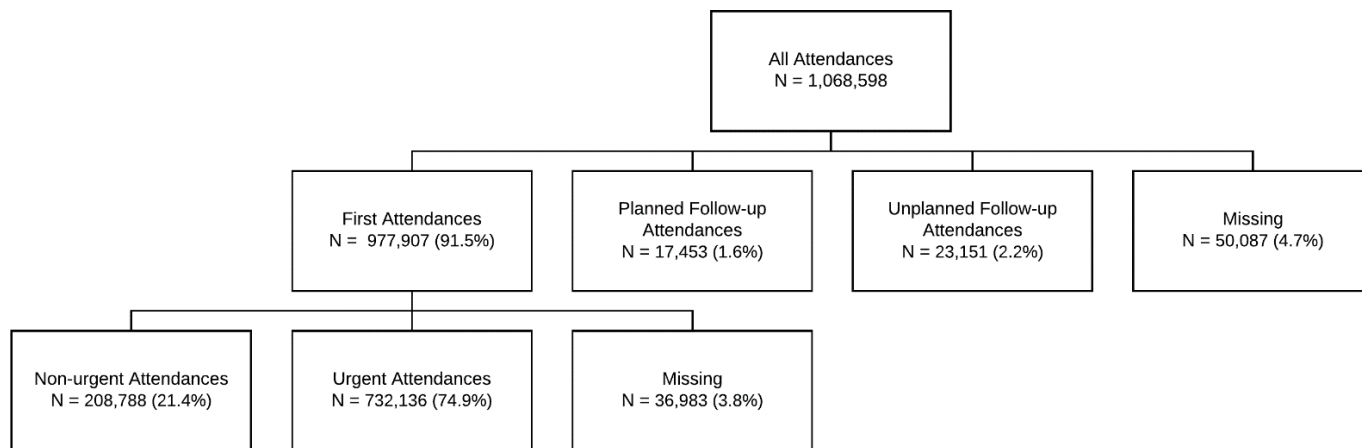 All Attendances
N = 1,068,598
First Attendances
N =  977,907 (91.5%)
Planned Follow-up
Attendances
N = 17,453 (1.6%)
Unplanned Follow-up
Attendances
N = 23,151 (2.2%)
Missing
N = 50,087 (4.7%)
Non-urgent Attendances
N = 208,788 (21.4%)
Urgent Attendances
N = 732,136 (74.9%)
Missing
N = 36,983 (3.8%)